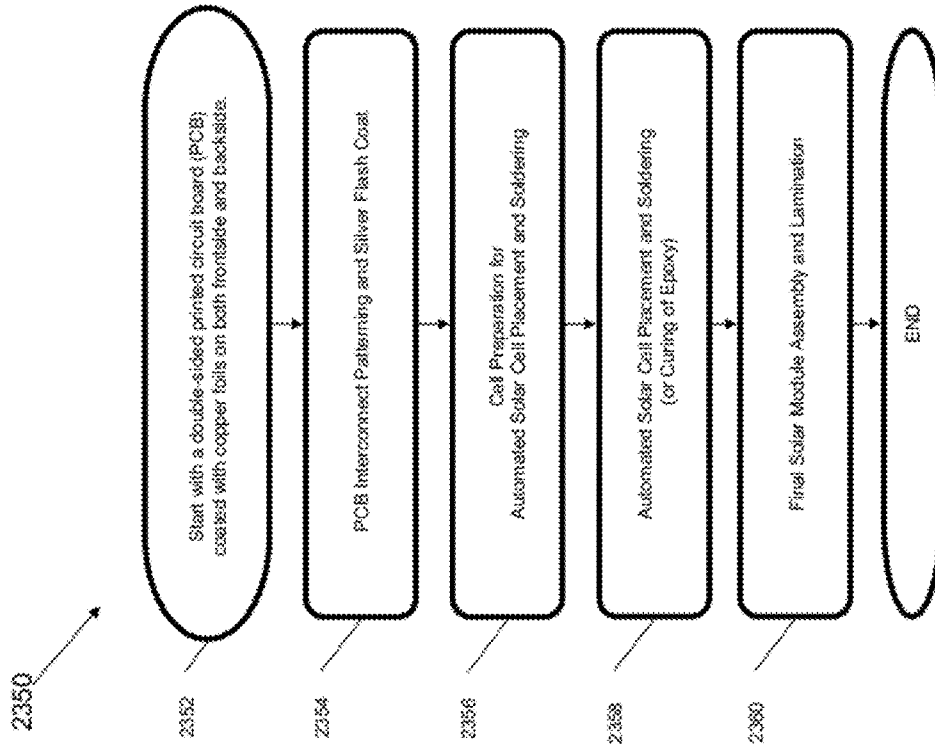 2350
2352
Start with a double-sided printed circuit board (PCB)
coated with copper foils on both frontside and backside.
2354
PCB Interconnect Patterning and Silver Flash Coat
2356
Cell Preparation for
Automated Solar Cell Placement and Soldering
2358
Automated Solar Cell Placement and Soldering
(or Curing of Epoxy)
2360
Final Solar Module Assembly and Lamination
END